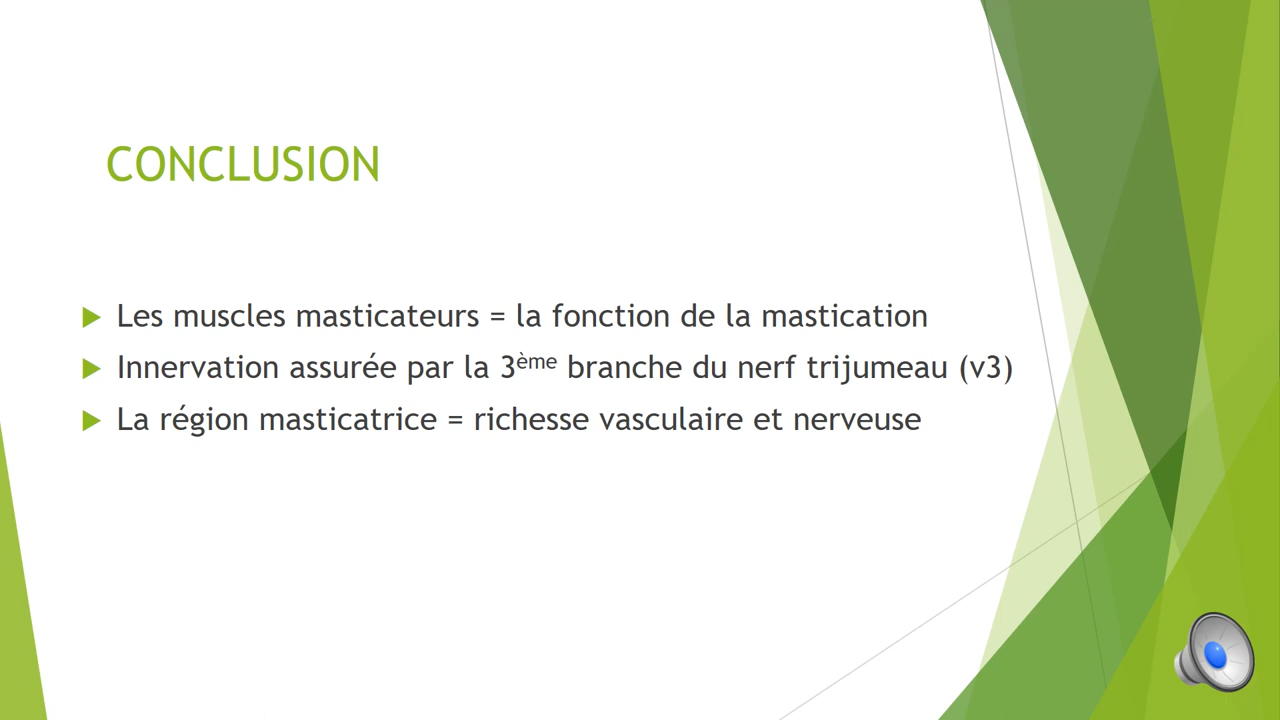 CONCLUSION
Les muscles masticateurs = la fonction de la mastication
Innervation assurée par la 3ème branche du nerf trijumeau (v3)
La région masticatrice = richesse vasculaire et nerveuse